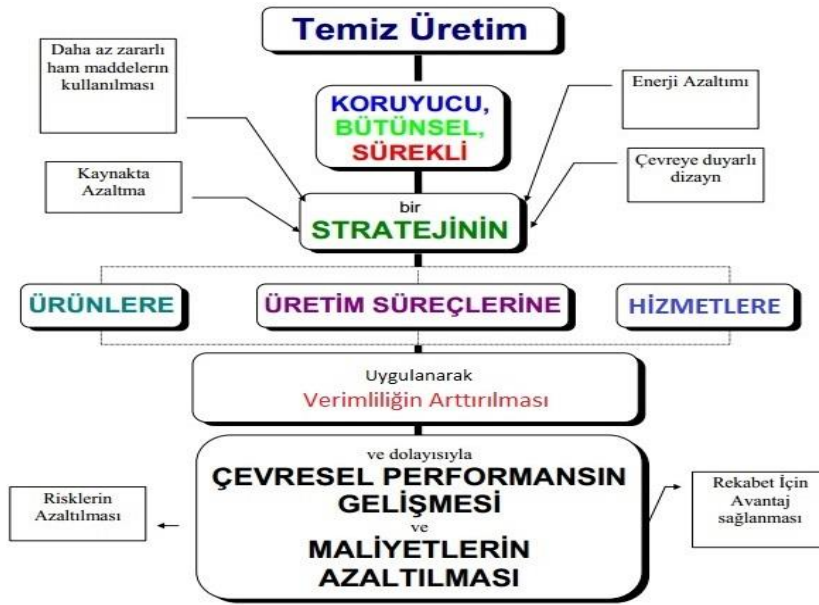 Temiz Üretim
Daha az zararlı
ham maddelerın
kullanılması
KORUYUCU,
BÜTÜNSEL,
SÜREKLİ
Enerji Azaltımı
Kaynakta
Azaltma
Çevreye duyarlı
dizayn
bir
STRATEJİNİN
ÜRÜNLERE
ÜRETİM SÜREÇLERİNE
HİZMETLERE
Uygulanarak
Verimliliğin Arttırılması
ve dolayısıyla
ÇEVRESEL PERFORMANSIN
GELİŞMESİ
ve
MALİYETLERİN
AZALTILMASI
Risklerin
Azaltılması
Rekabet İçin
Avantaj
sağlanması